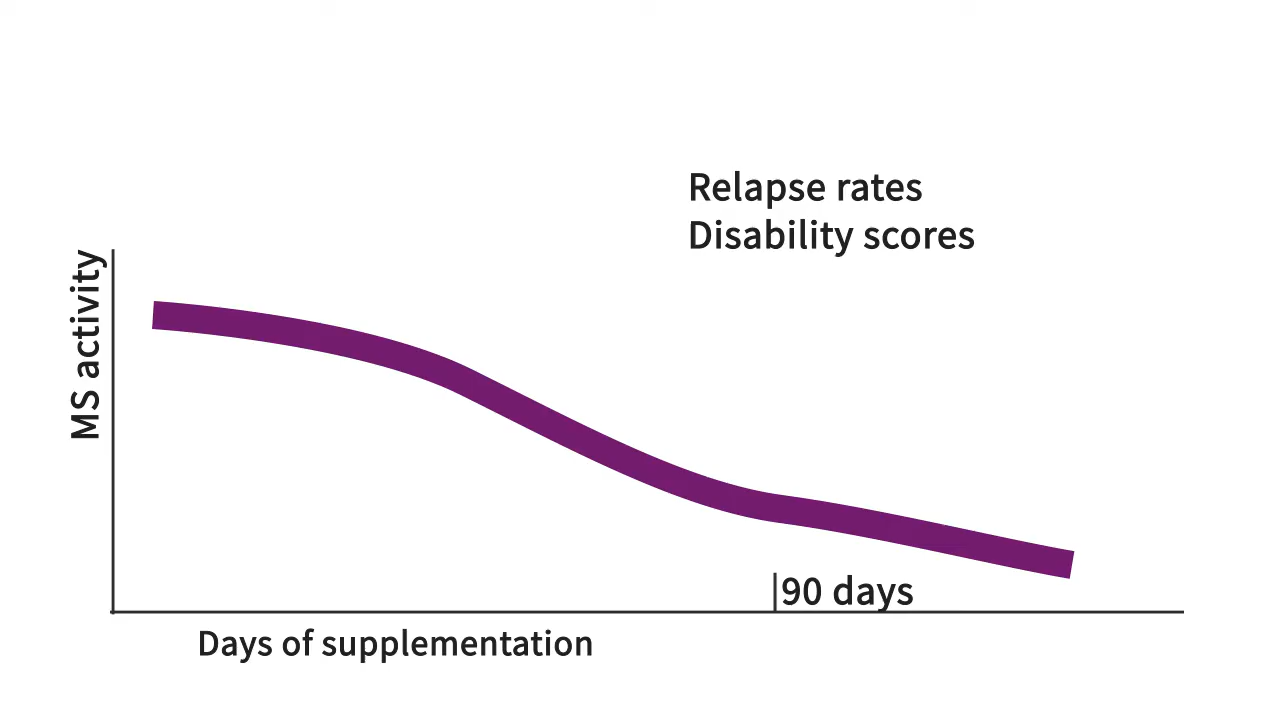 Relapse rates
Disability scores
MS activity
90 days
Days of supplementation